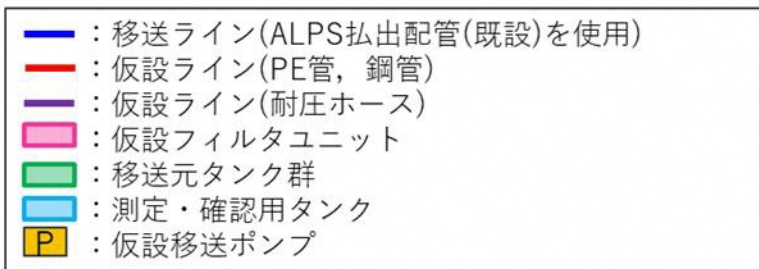 ：移送ライン(ALPS払出配管(既設)を使用)
：仮設ライン(PE管，鋼管)
：仮設ライン(耐圧ホース)
：仮設フィルタユニット
：移送元タンク群
：測定・確認用タンク
P：仮設移送ポンプ